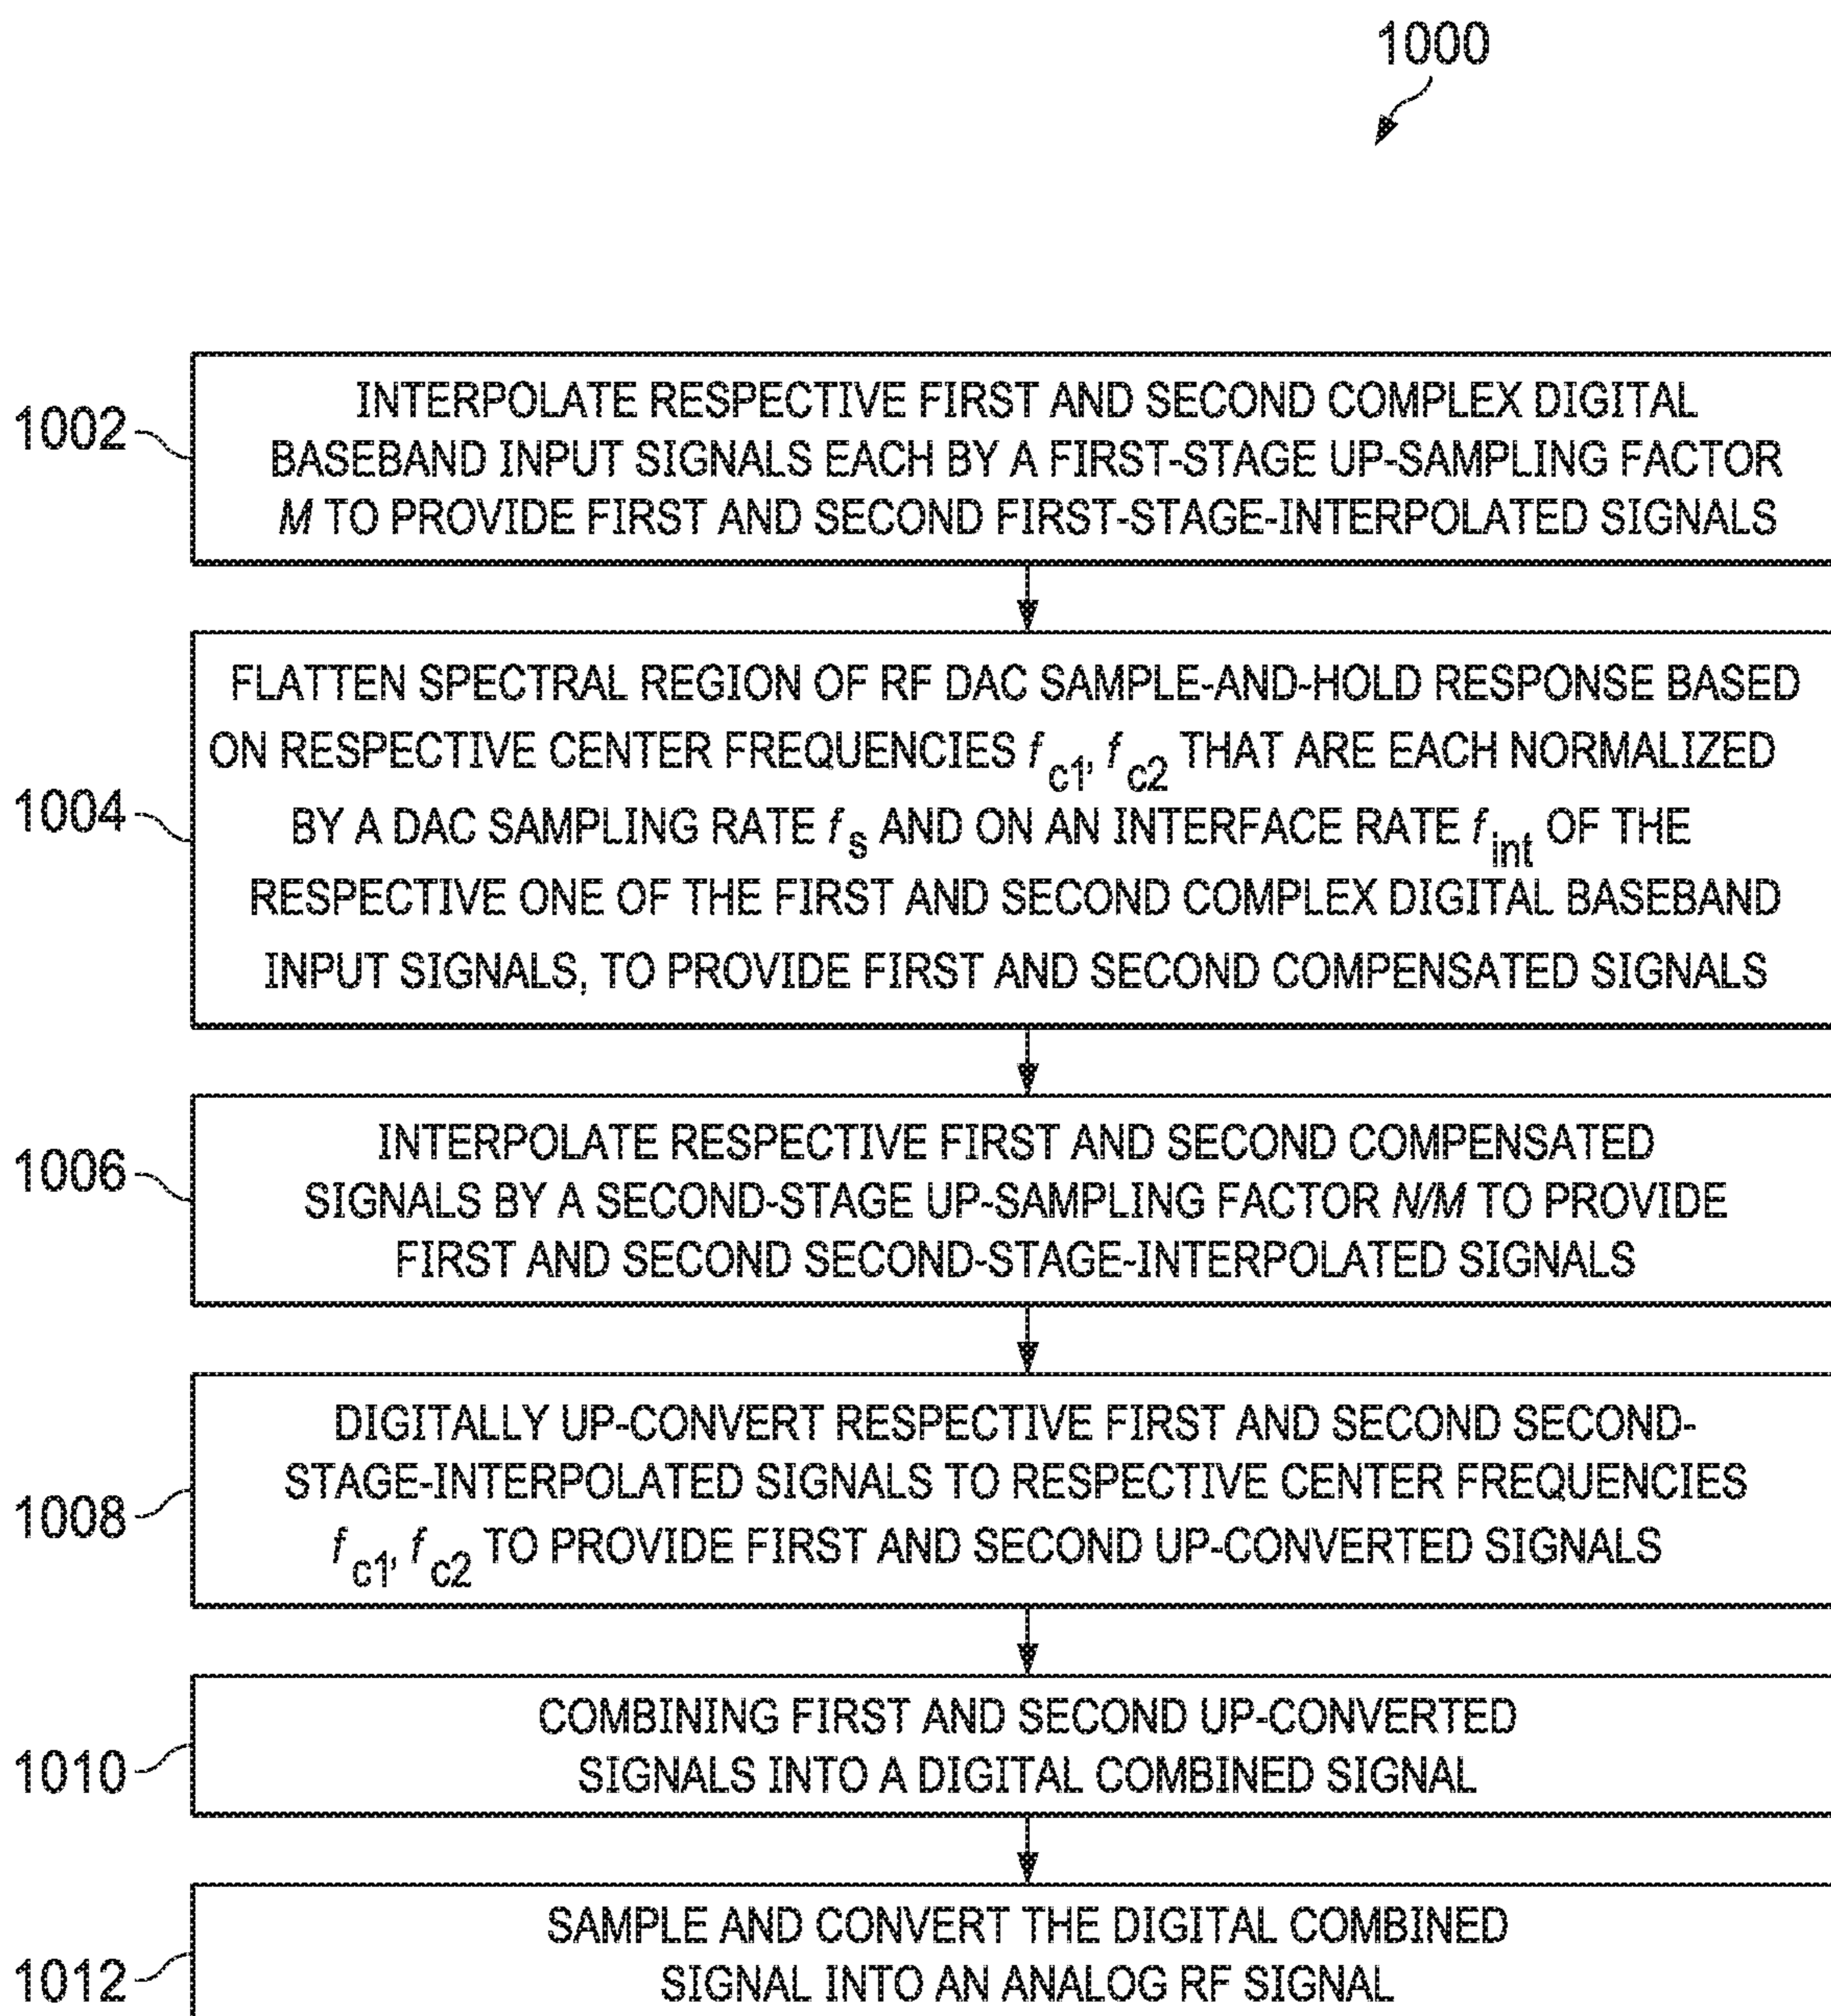 1000
1002
INTERPOLATE RESPECTIVE FIRST AND SECOND COMPLEX DIGITAL
BASEBAND INPUT SIGNALS EACH BY A FIRST-STAGE UP-SAMPLING FACTOR
M TO PROVIDE FIRST AND SECOND FIRST-STAGE-INTERPOLATED SIGNALS
1004
FLATTEN SPECTRAL REGION OF RF DAC SAMPLE-AND-HOLD RESPONSE BASED
ON RESPECTIVE CENTER FREQUENCIES fc1, fc2 THAT ARE EACH NORMALIZED
BY A DAC SAMPLING RATE fs AND ON AN INTERFACE RATE fint OF THE
RESPECTIVE ONE OF THE FIRST AND SECOND COMPLEX DIGITAL BASEBAND
INPUT SIGNALS, TO PROVIDE FIRST AND SECOND COMPENSATED SIGNALS
1006
INTERPOLATE RESPECTIVE FIRST AND SECOND COMPENSATED
SIGNALS BY A SECOND-STAGE UP-SAMPLING FACTOR N/M TO PROVIDE
FIRST AND SECOND SECOND-STAGE-INTERPOLATED SIGNALS
1008
DIGITALLY UP-CONVERT RESPECTIVE FIRST AND SECOND SECOND-
STAGE-INTERPOLATED SIGNALS TO RESPECTIVE CENTER FREQUENCIES
fc1, fc2 TO PROVIDE FIRST AND SECOND UP-CONVERTED SIGNALS
1010
COMBINING FIRST AND SECOND UP-CONVERTED
SIGNALS INTO A DIGITAL COMBINED SIGNAL
1012
SAMPLE AND CONVERT THE DIGITAL COMBINED
SIGNAL INTO AN ANALOG RF SIGNAL